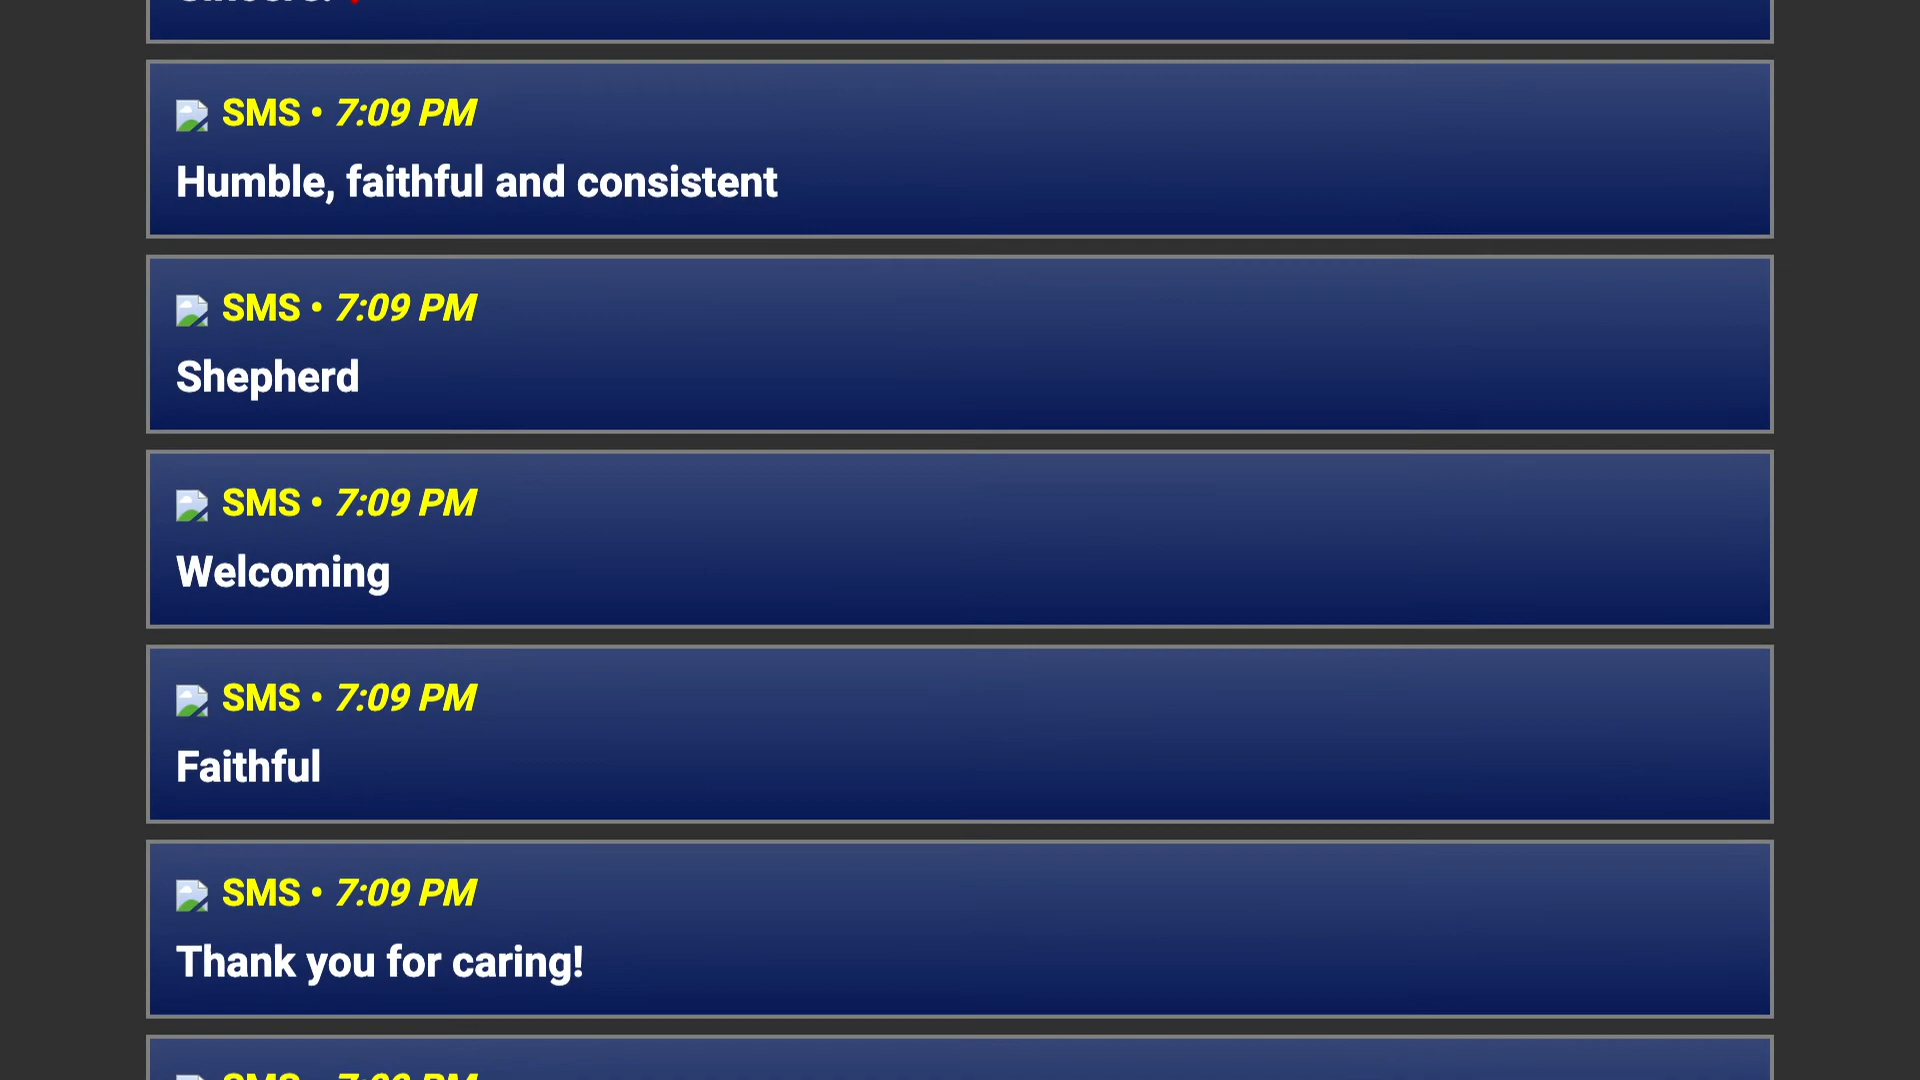 SMS • 7:09 PM
Humble, faithful and consistent
SMS • 7:09 PM
Shepherd
SMS • 7:09 PM
Welcoming
SMS • 7:09 PM
Faithful
SMS • 7:09 PM
Thank you for caring!